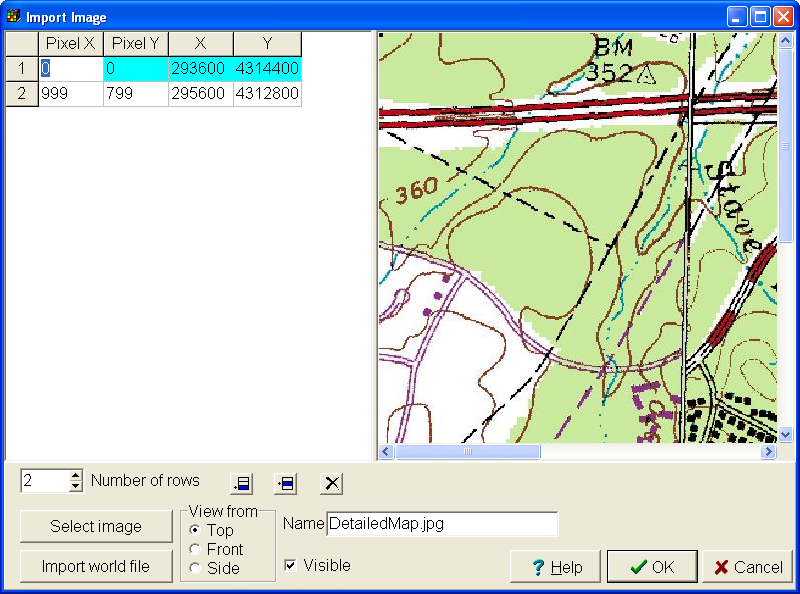 Import Image
Pixel X Pixel Y X Y
1 0 0 293600 4314400
2 999 799 295600 4312800
BM
352
360
Stave
2 Number of rows
Select image
Import world file
View from
Top
Front
Side
Name DetailedMap.jpg
Visible
? Help
OK
Cancel